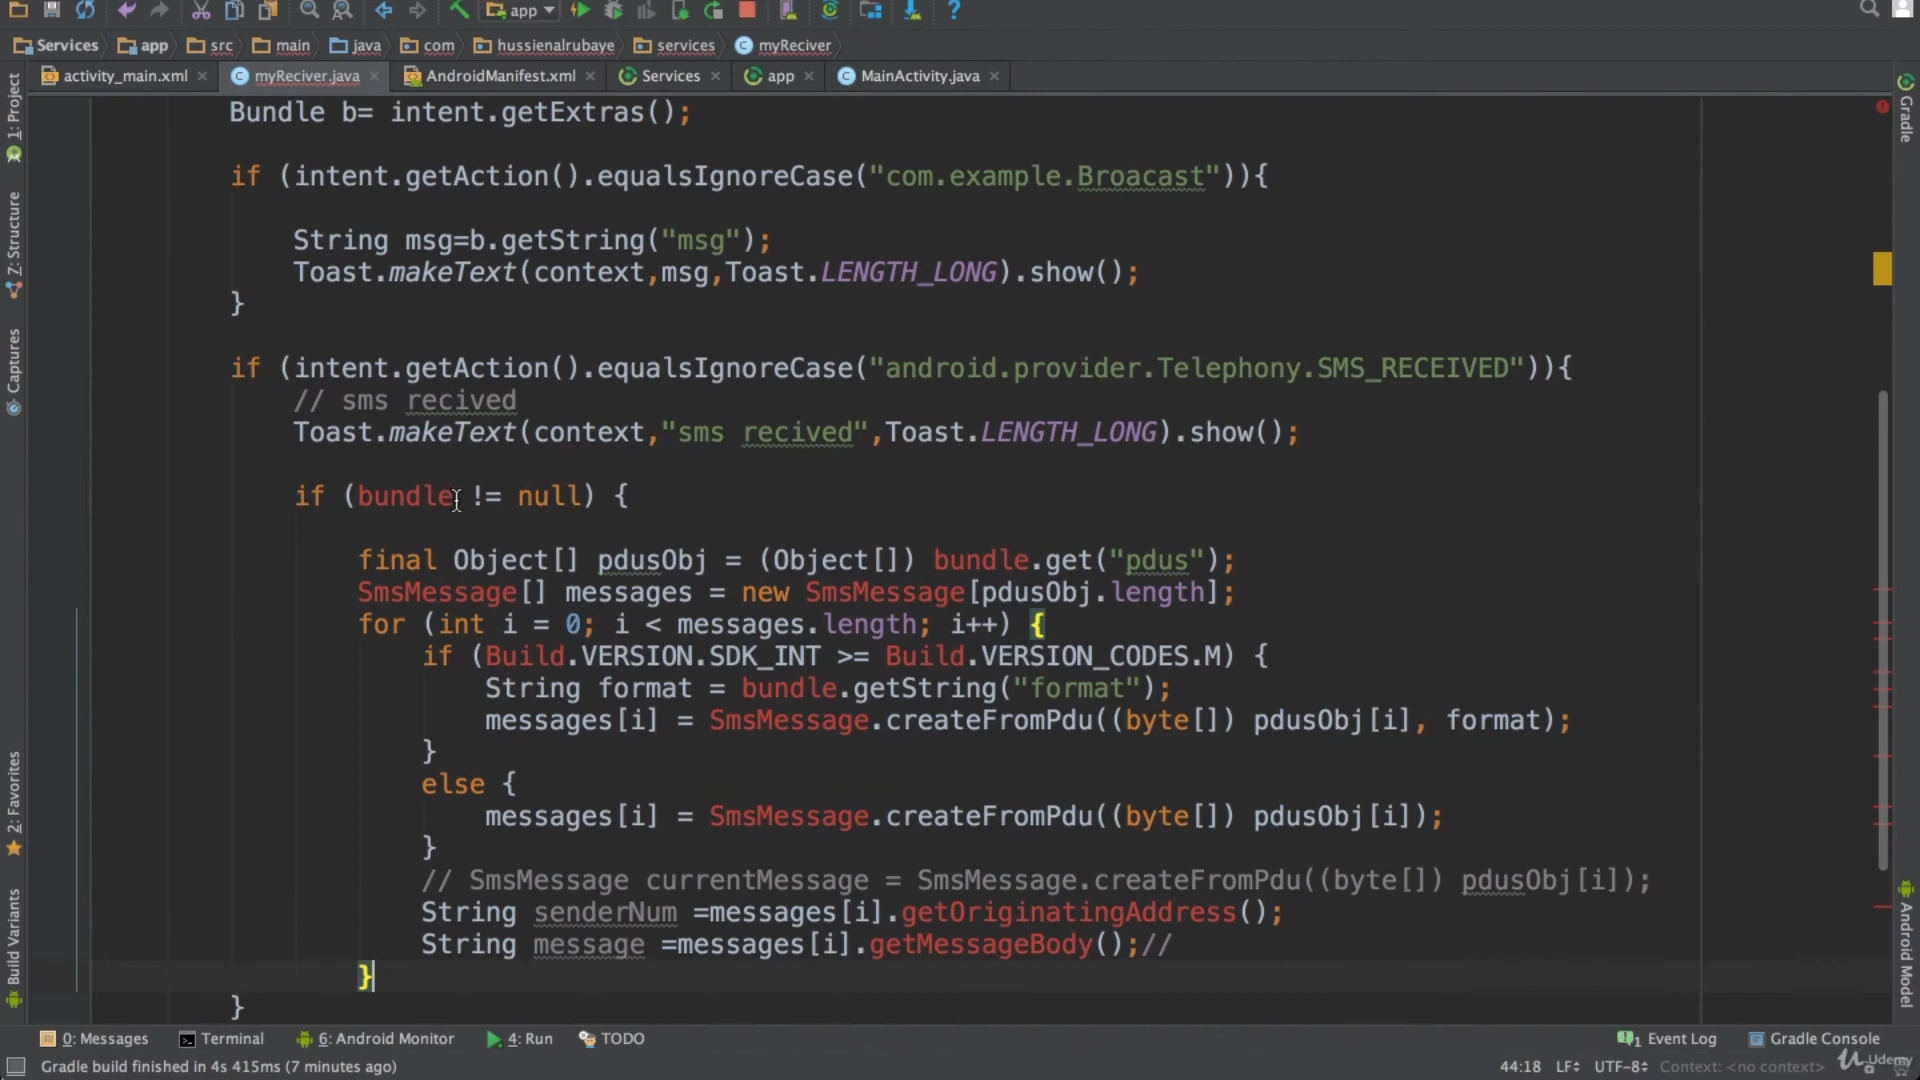 app
Services app src main java com hussienalrubaye services myReciver
activity_main.xml myReciver.java AndroidManifest.xml Services app MainActivity.java
1: Project
7: Structure
Captures
2: Favorites
Build Variants
Bundle b= intent.getExtras();
if (intent.getAction().equalsIgnoreCase("com.example.Broacast")){
String msg=b.getString("msg");
Toast.makeText(context,msg,Toast.LENGTH_LONG).show();
}
if (intent.getAction().equalsIgnoreCase("android.provider.Telephony.SMS_RECEIVED")){
// sms recived
Toast.makeText(context,"sms recived",Toast.LENGTH_LONG).show();
if (bundle != null) {
final Object[] pdusObj = (Object[]) bundle.get("pdus");
SmsMessage[] messages = new SmsMessage[pdusObj.length];
for (int i = 0; i < messages.length; i++) {
if (Build.VERSION.SDK_INT >= Build.VERSION_CODES.M) {
String format = bundle.getString("format");
messages[i] = SmsMessage.createFromPdu((byte[]) pdusObj[i], format);
}
else {
messages[i] = SmsMessage.createFromPdu((byte[]) pdusObj[i]);
}
// SmsMessage currentMessage = SmsMessage.createFromPdu((byte[]) pdusObj[i]);
String senderNum =messages[i].getOriginatingAddress();
String message =messages[i].getMessageBody();//
}
}
Gradle
Android Model
0: Messages Terminal 6: Android Monitor 4: Run TODO 1 Event Log Gradle Console
Gradle build finished in 4s 415ms (7 minutes ago) 44:18 LF UTF-8 Context: <no context>
Udemy